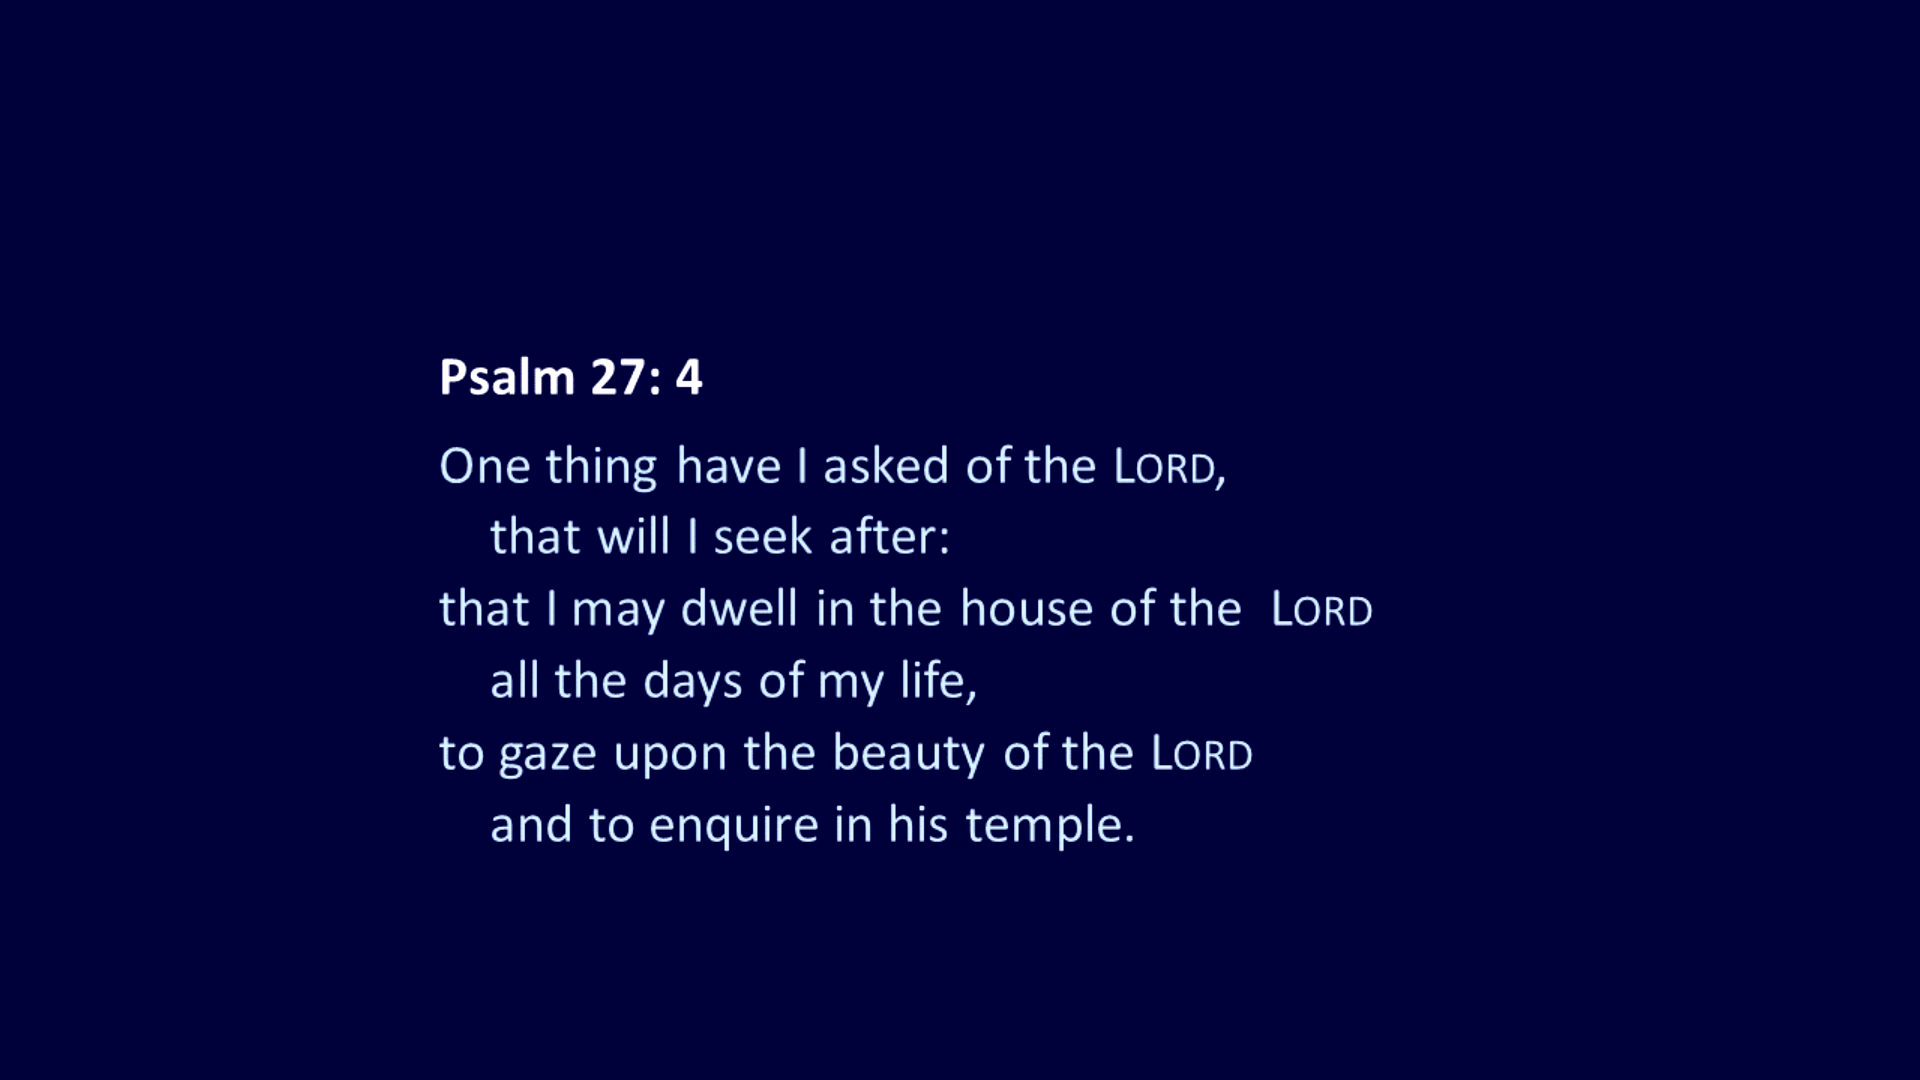 Psalm 27: 4
One thing have I asked of the LORD,
that will I seek after:
that I may dwell in the house of the LORD
all the days of my life,
to gaze upon the beauty of the LORD
and to enquire in his temple.